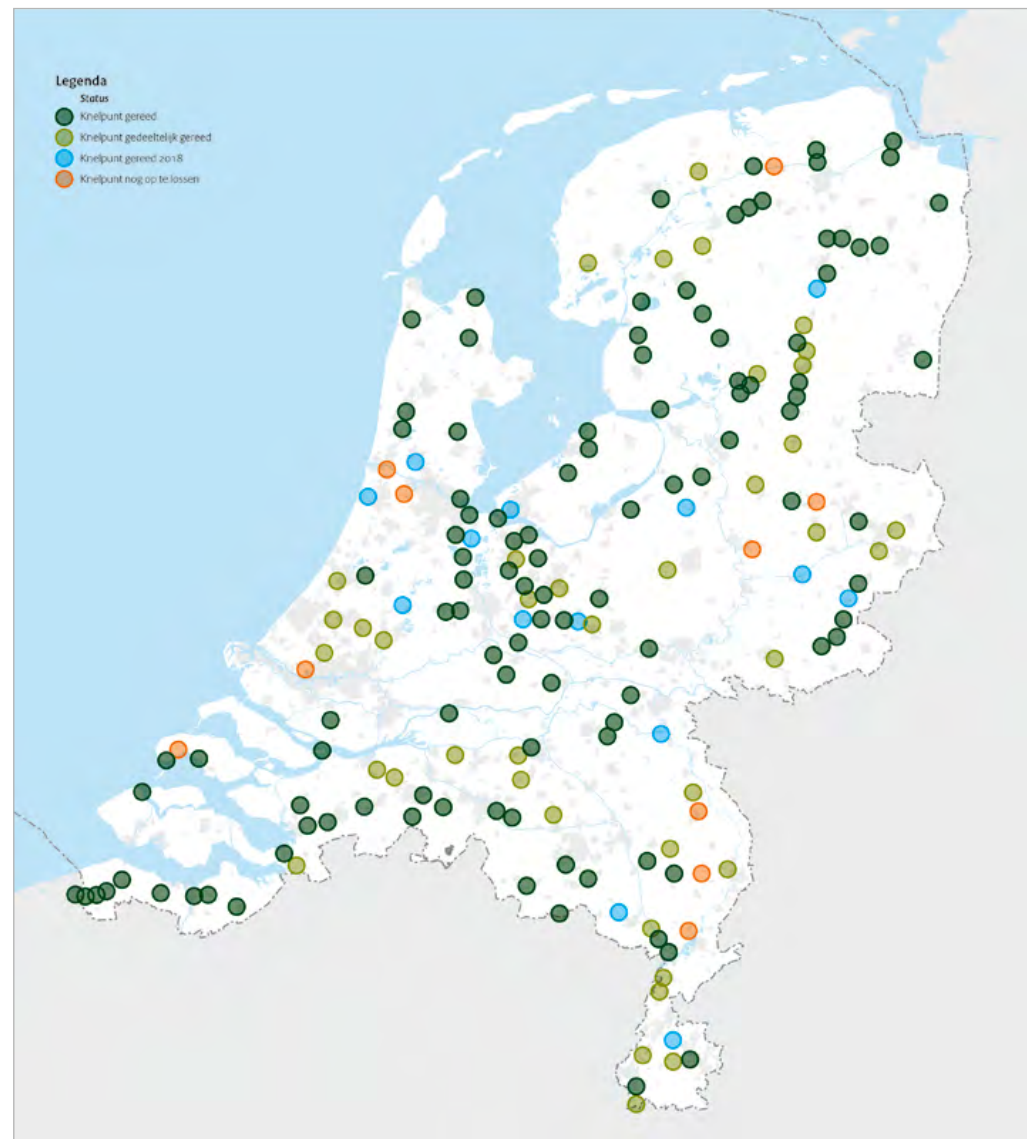 Legenda
Status
Knelpunt gereed
Knelpunt gedeeltelijk gereed
Knelpunt gereed 2018
Knelpunt nog op te lossen